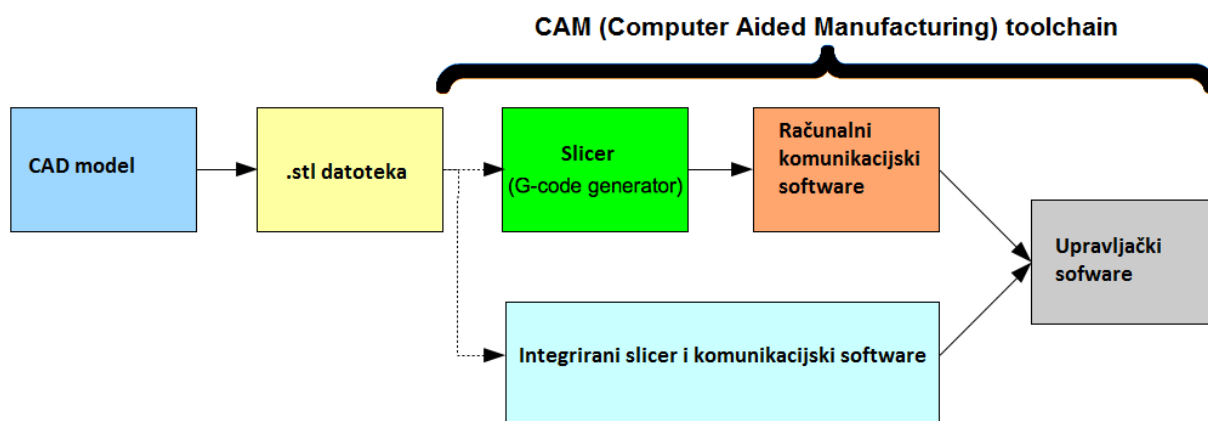 CAM (Computer Aided Manufacturing) toolchain
CAD model
.stl datoteka
Slicer
(G-code generator)
Računalni
komunikacijski
software
Upravljački
sofware
Integrirani slicer i komunikacijski software